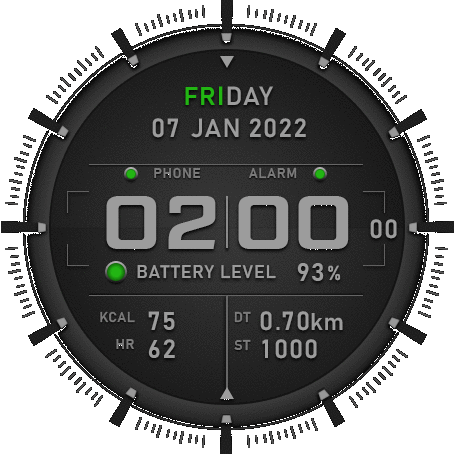 FRIDAY
07 JAN 2022
PHONE ALARM
02 00 00
BATTERY LEVEL 93%
KCAL 75 DT 0.70km
HR 62 ST 1000